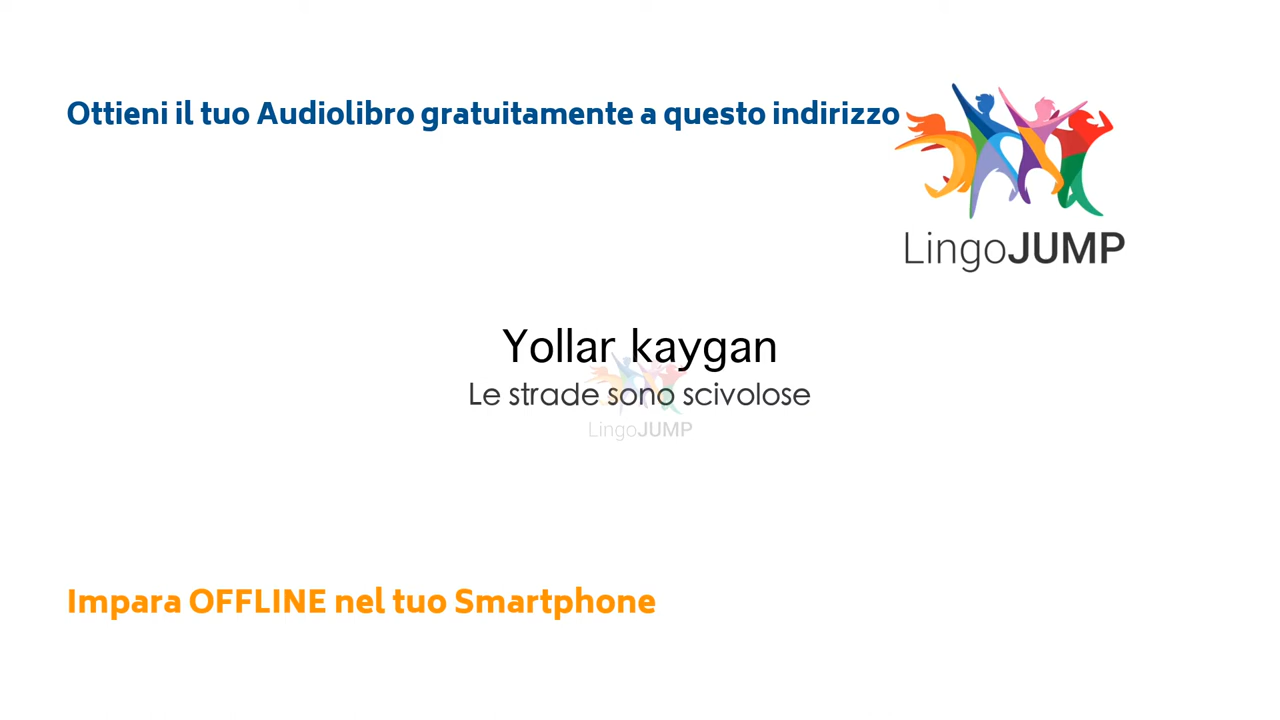 Ottieni il tuo Audiolibro gratuitamente a questo indirizzo
LingoJUMP
Yollar kaygan
Le strade sono scivolose
LingoJUMP
Impara OFFLINE nel tuo Smartphone